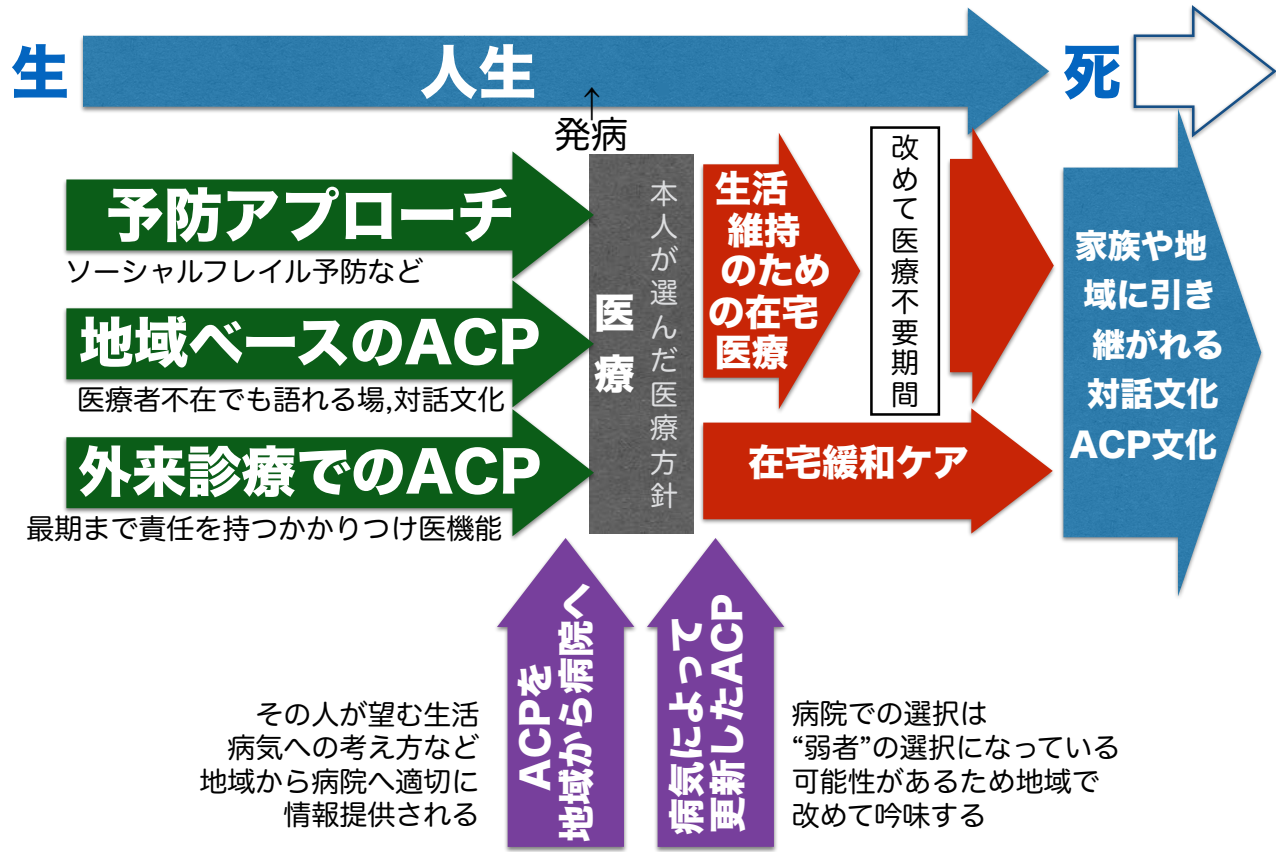 生
人生
死
発病
予防アプローチ
ソーシャルフレイル予防など
地域ベースのACP
医療者不在でも語れる場,対話文化
外来診療でのACP
最期まで責任を持つかかりつけ医機能
医療
本人が選んだ医療方針
生活
維持
のため
の在宅
医療
改めて医療不要期間
在宅緩和ケア
家族や地
域に引き
継がれる
対話文化
ACP文化
ACPを
地域から病院へ
病気によって
更新したACP
その人が望む生活
病気への考え方など
地域から病院へ適切に
情報提供される
病院での選択は
“弱者”の選択になっている
可能性があるため地域で
改めて吟味する